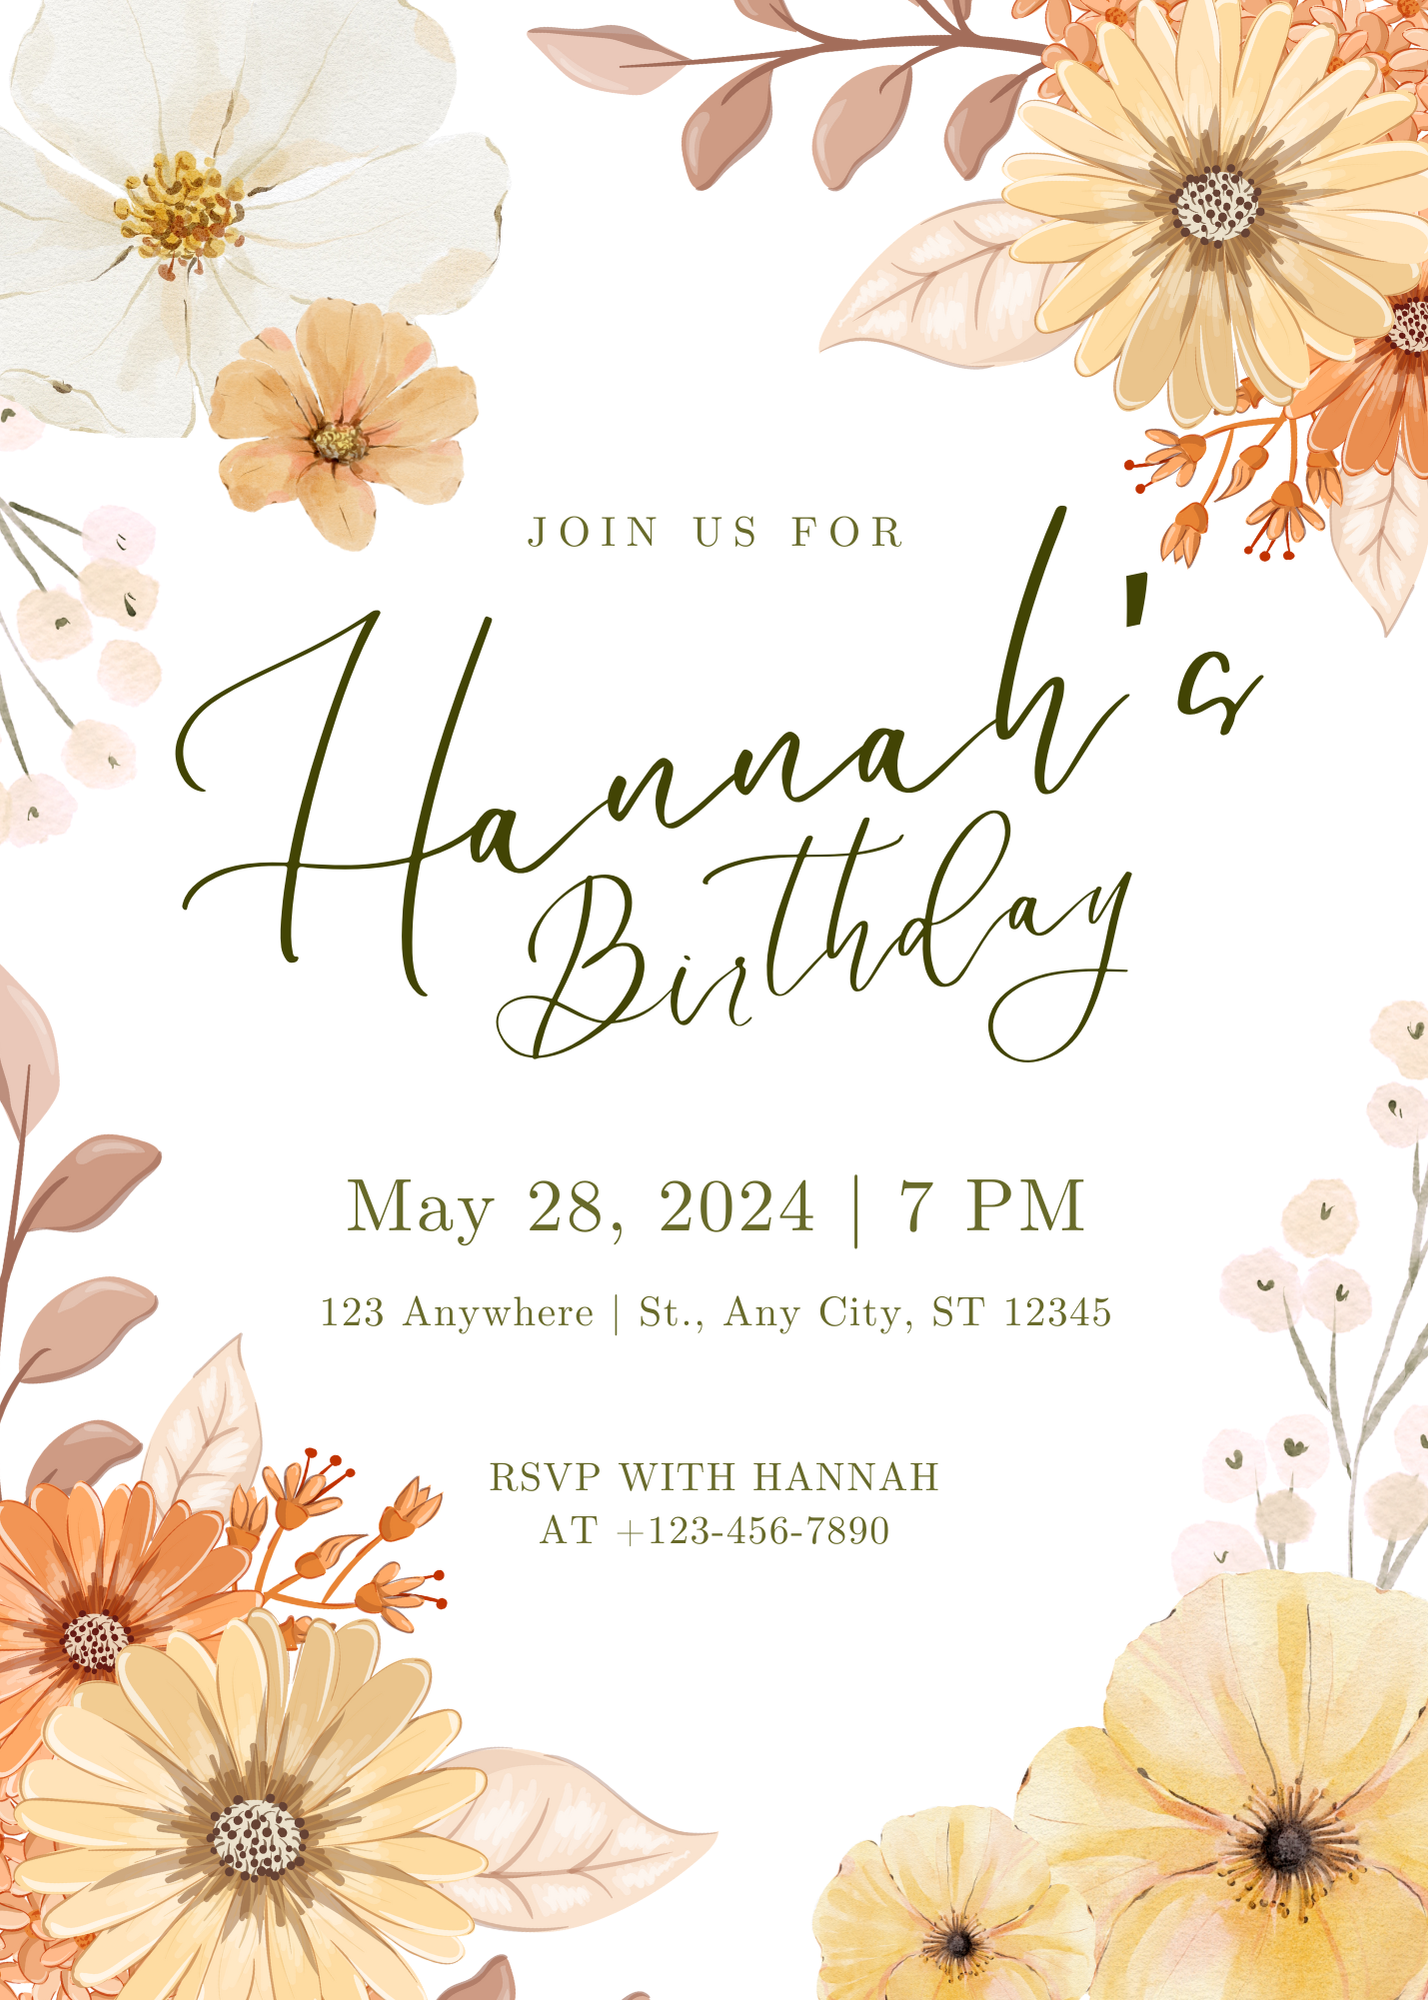 JOIN US FOR
Hannah's
Birthday
May 28, 2024 | 7 PM
123 Anywhere | St., Any City, ST 12345
RSVP WITH HANNAH
AT +123-456-7890